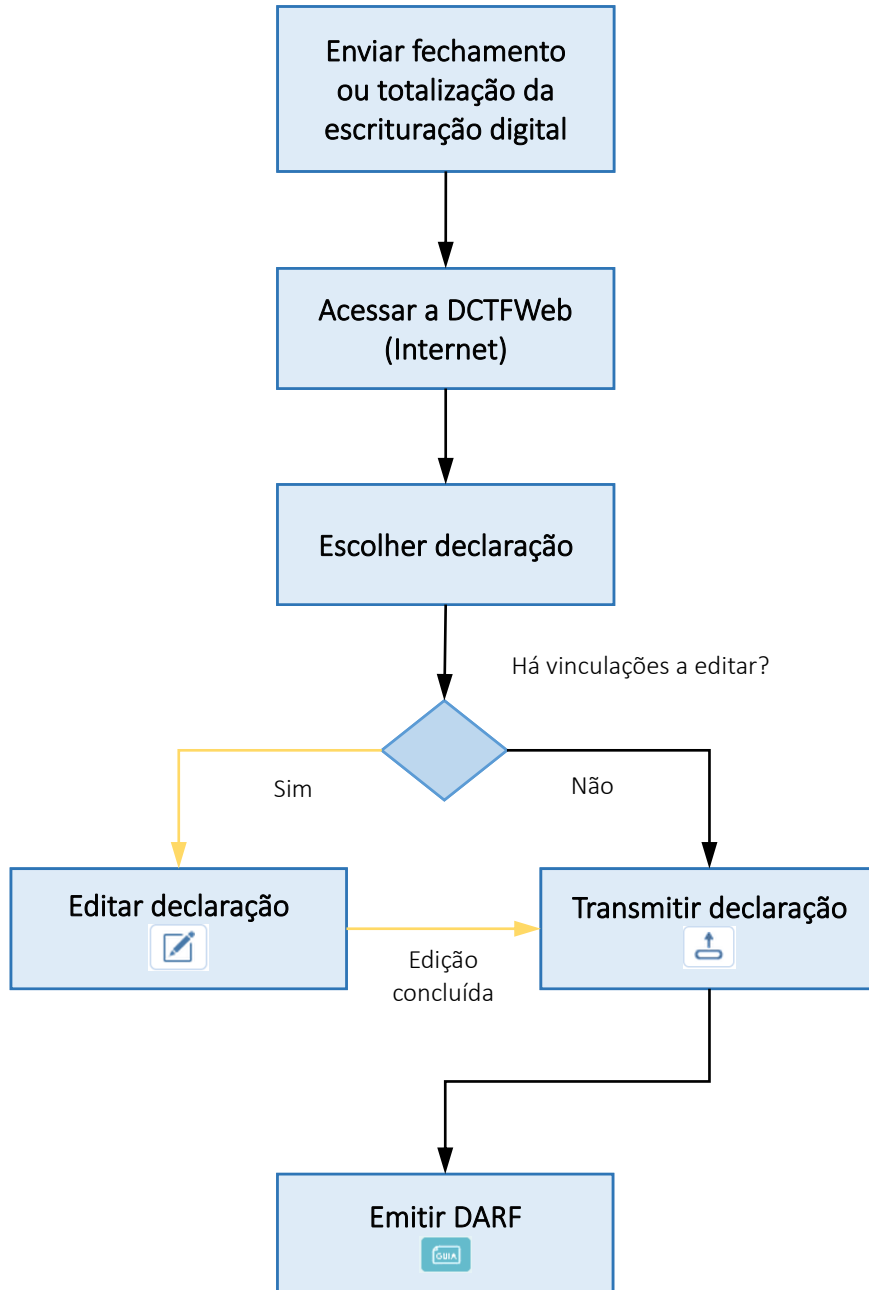 Enviar fechamento
ou totalização da
escrituração digital
Acessar a DCTFWeb
(Internet)
Escolher declaração
Há vinculações a editar?
Sim
Não
Editar declaração
Transmitir declaração
Edição
concluída
Emitir DARF
GUIA